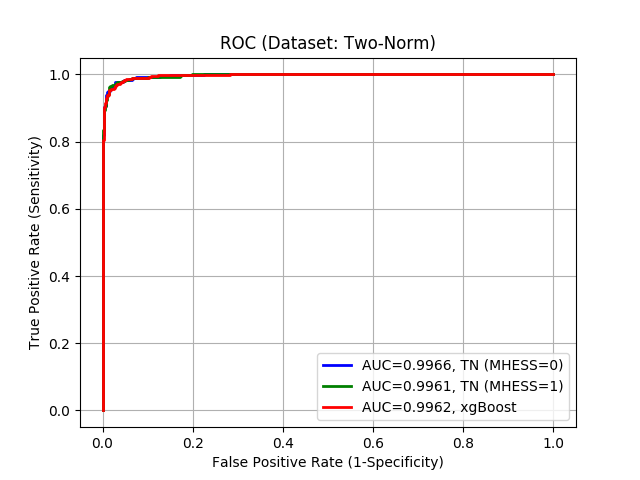 ROC (Dataset: Two-Norm)
True Positive Rate (Sensitivity)
1.0
0.8
0.6
0.4
0.2
0.0
AUC=0.9966, TN (MHESS=0)
AUC=0.9961, TN (MHESS=1)
AUC=0.9962, xgBoost
0.0 0.2 0.4 0.6 0.8 1.0
False Positive Rate (1-Specificity)